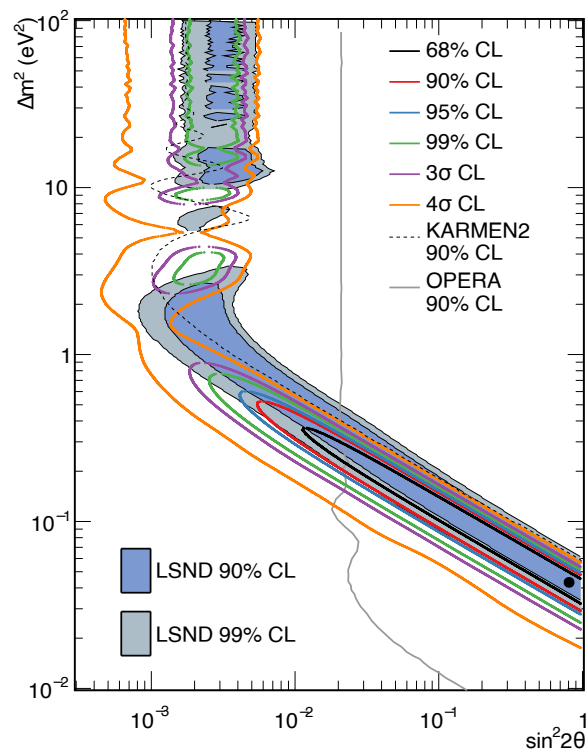 Δm² (eV²)
10²
10
1
10⁻¹
10⁻²
68% CL
90% CL
95% CL
99% CL
3σ CL
4σ CL
KARMEN2
90% CL
OPERA
90% CL
LSND 90% CL
LSND 99% CL
10⁻³ 10⁻² 10⁻¹ 1
sin²2θ